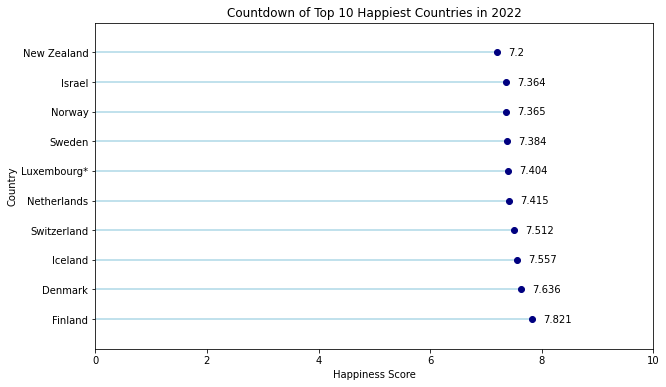 Countdown of Top 10 Happiest Countries in 2022
New Zealand 7.2
Israel 7.364
Norway 7.365
Sweden 7.384
Luxembourg* 7.404
Netherlands 7.415
Switzerland 7.512
Iceland 7.557
Denmark 7.636
Finland 7.821
Country
0 2 4 6 8 10
Happiness Score